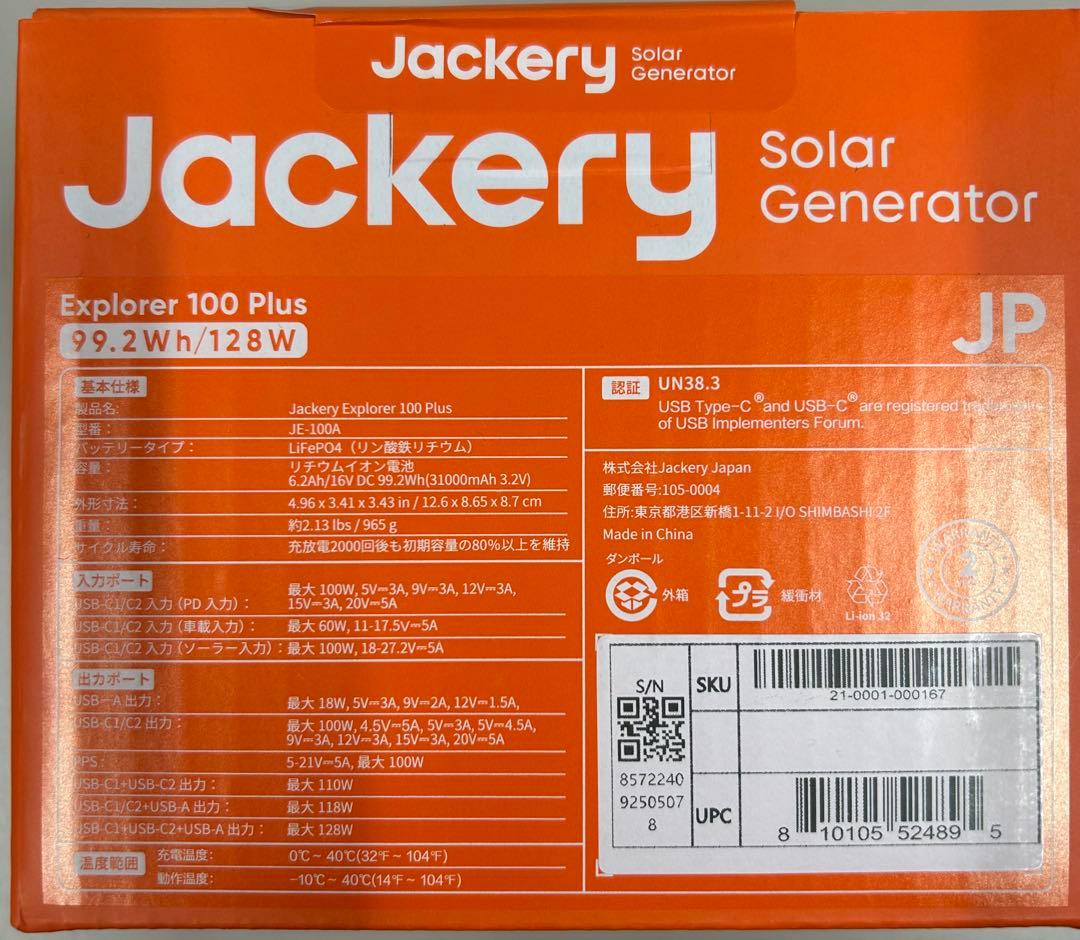 Jackery Solar Generator
Jackery Solar Generator
Explorer 100 Plus
99.2Wh/128W
JP
基本仕様
製品名: Jackery Explorer 100 Plus
型番： JE-100A
バッテリータイプ： LiFePO4（リン酸鉄リチウム）
容量： リチウムイオン電池
6.2Ah/16V DC 99.2Wh(31000mAh 3.2V)
外形寸法： 4.96 x 3.41 x 3.43 in / 12.6 x 8.65 x 8.7 cm
重量： 約2.13 lbs / 965 g
サイクル寿命： 充放電2000回後も初期容量の80％以上を維持
入力ポート
USB-C1/C2 入力（PD 入力）： 最大 100W, 5V⎓3A, 9V⎓3A, 12V⎓3A,
15V⎓3A, 20V⎓5A
USB-C1/C2 入力（車載入力）： 最大 60W, 11-17.5V⎓5A
USB-C1/C2 入力（ソーラー入力）： 最大 100W, 18-27.2V⎓5A
出力ポート
USB－A 出力： 最大 18W, 5V⎓3A, 9V⎓2A, 12V⎓1.5A,
USB-C1/C2 出力： 最大 100W, 4.5V⎓5A, 5V⎓3A, 5V⎓4.5A,
9V⎓3A, 12V⎓3A, 15V⎓3A, 20V⎓5A
PPS： 5-21V⎓5A, 最大 100W
USB-C1+USB-C2 出力： 最大 110W
USB-C1/C2+USB-A 出力： 最大 118W
USB-C1+USB-C2+USB-A 出力： 最大 128W
温度範囲
充電温度： 0℃ ~ 40℃(32℉ ~ 104℉)
動作温度： -10℃ ~ 40℃(14℉ ~ 104℉)
認証 UN38.3
USB Type-C® and USB-C® are registered trademarks
of USB Implementers Forum.
株式会社Jackery Japan
郵便番号:105-0004
住所:東京都港区新橋1-11-2 I/O SHIMBASHI 2F
Made in China
ダンボール
外箱
プラ
緩衝材
Li-ion 32
WARRANTY
2
WARRANTY
S/N
8572240
9250507
8
SKU
21-0001-000167
UPC
8 10105 52489 5